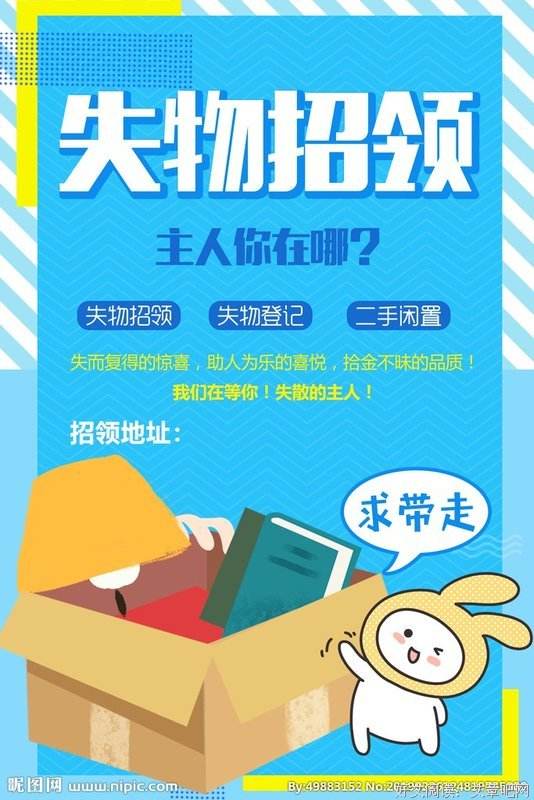 失物招领
主人你在哪?
失物招领 失物登记 二手闲置
失而复得的惊喜，助人为乐的喜悦，拾金不昧的品质！
我们在等你！失散的主人！
招领地址：
求带走
昵图网 www.nipic.com
By:49883152